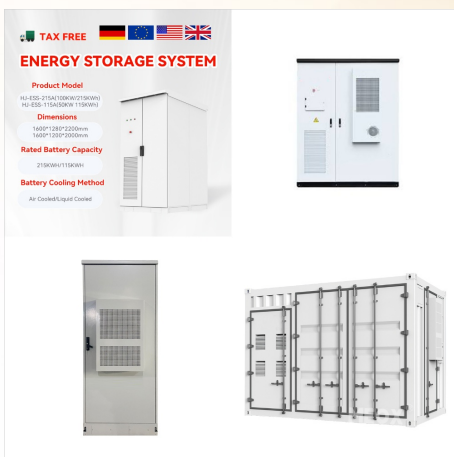 TAX FREE
ENERGY STORAGE SYSTEM
Product Model
HJ-ESS-215A(100KW/215KWh)
HJ-ESS-115A(50KW 115KWh)
Dimensions
1600*1280*2200mm
1600*1200*2000mm
Rated Battery Capacity
215KWH/115KWH
Battery Cooling Method
Air Cooled/Liquid Cooled